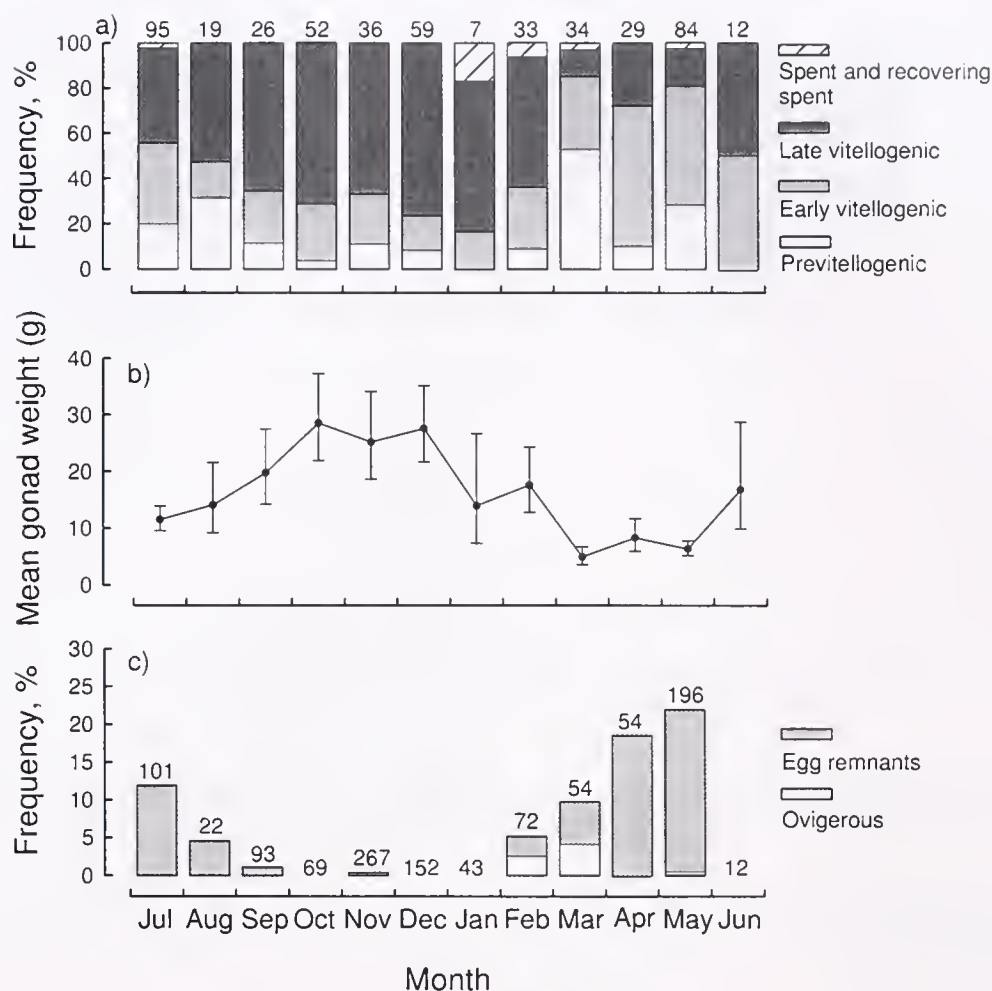 a)
95 19 26 52 36 59 7 33 34 29 84 12
Frequency, %
100
80
60
40
20
0
Spent and recovering
spent
Late vitellogenic
Early vitellogenic
Previtellogenic
Mean gonad weight (g)
b)
40
30
20
10
0
Frequency, %
c)
30
25
20
15
10
5
0
101 22 93 69 267 152 43 72 54 54 196 12
Egg remnants
Ovigerous
Jul Aug Sep Oct Nov Dec Jan Feb Mar Apr May Jun
Month